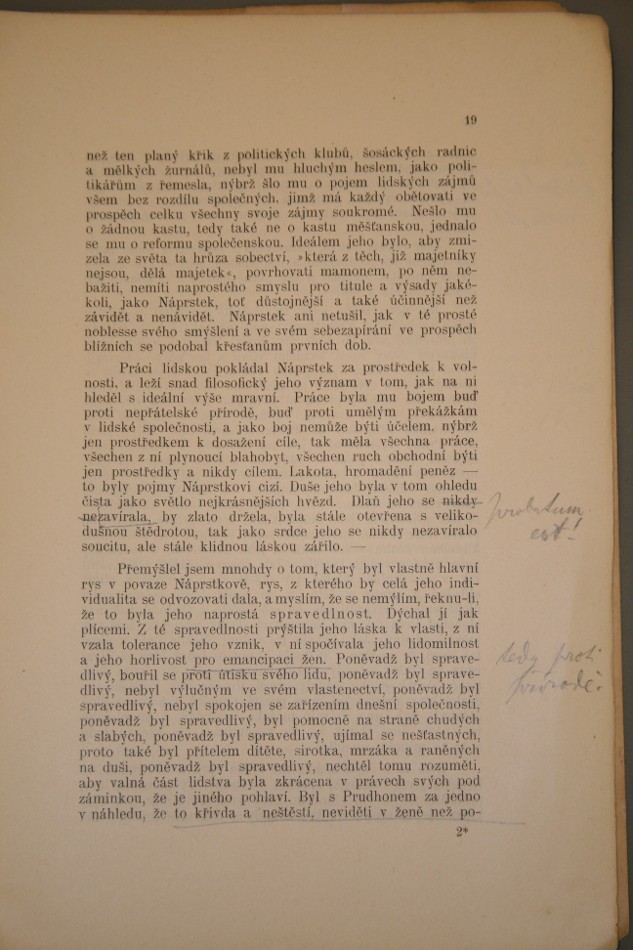 19
než ten planý křik z politických klubů, šosáckých radnic
a mělkých žurnálů, nebyl mu hluchým heslem, jako poli-
tikářům z řemesla, nýbrž šlo mu o pojem lidských zájmů
všem bez rozdílu společných, jimž má každý obětovati ve
prospěch celku všechny svoje zájmy soukromé. Nešlo mu
o žádnou kastu, tedy také ne o kastu měšťanskou, jednalo
se mu o reformu společenskou. Ideálem jeho bylo, aby zmi-
zela ze světa ta hrůza sobectví, »která z těch, již majetníky
nejsou, dělá majetek«, povrhovati mamonem, po něm ne-
bažiti, nemíti naprostého smyslu pro titule a výsady jaké-
koli, jako Náprstek, toť důstojnější a také účinnější než
závidět a nenávidět. Náprstek ani netušil, jak v té prosté
noblesse svého smýšlení a ve svém sebezapírání ve prospěch
bližních se podobal křesťanům prvních dob.
Práci lidskou pokládal Náprstek za prostředek k vol-
nosti, a leží snad filosofický jeho význam v tom, jak na ni
hleděl s ideální výše mravní. Práce byla mu bojem buď
proti nepřátelské přírodě, buď proti umělým překážkám
v lidské společnosti, a jako boj nemůže býti účelem, nýbrž
jen prostředkem k dosažení cíle, tak měla všechna práce,
všechen z ní plynoucí blahobyt, všechen ruch obchodní býti
jen prostředky a nikdy cílem. Lakota, hromadění peněz —
to byly pojmy Náprstkovi cizí. Duše jeho byla v tom ohledu
čista jako světlo nejkrásnějších hvězd. Dlaň jeho se nikdy
nezavírala, by zlato držela, byla stále otevřena s veliko-
dušnou štědrotou, tak jako srdce jeho se nikdy nezavíralo
soucitu, ale stále klidnou láskou zářilo. —
probatum
est!
Přemýšlel jsem mnohdy o tom, který byl vlastně hlavní
rys v povaze Náprstkově, rys, z kterého by celá jeho indi-
vidualita se odvozovati dala, a myslím, že se nemýlím, řeknu-li,
že to byla jeho naprostá spravedlnost. Dýchal jí jak
plícemi. Z té spravedlnosti prýštila jeho láska k vlasti, z ní
vzala tolerance jeho vznik, v ní spočívala jeho lidomilnost
a jeho horlivost pro emancipaci žen. Poněvadž byl sprave-
dlivý, bouřil se proti útisku svého lidu, poněvadž byl sprave-
dlivý, nebyl výlučným ve svém vlastenectví, poněvadž byl
spravedlivý, nebyl spokojen se zařízením dnešní společnosti,
poněvadž byl spravedlivý, byl pomocně na straně chudých
a slabých, poněvadž byl spravedlivý, ujímal se nešťastných,
proto také byl přítelem dítěte, sirotka, mrzáka a raněných
na duši, poněvadž byl spravedlivý, nechtěl tomu rozuměti,
aby valná část lidstva byla zkrácena v právech svých pod
záminkou, že je jiného pohlaví. Byl s Prudhonem za jedno
v náhledu, že to křivda a neštěstí, neviděti v ženě než po-
tedy proti
přírodě.
2*